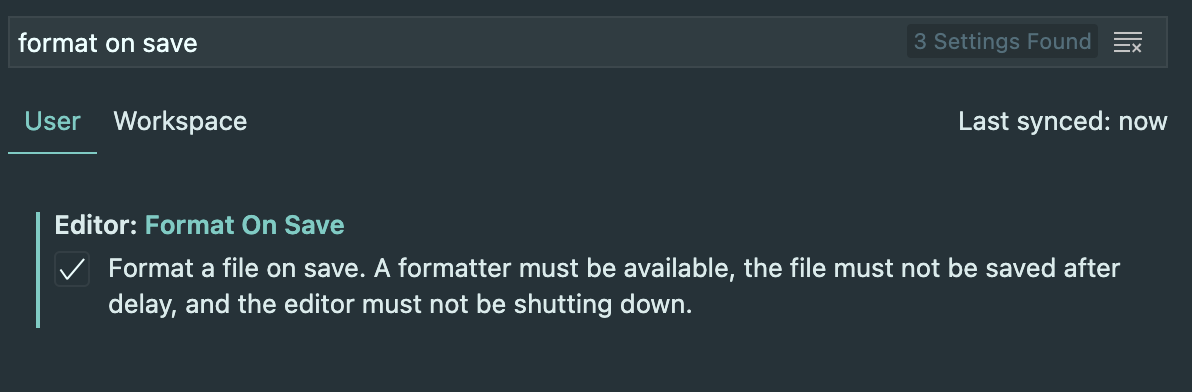 format on save
3 Settings Found
User
Workspace
Last synced: now
Editor: Format On Save
Format a file on save. A formatter must be available, the file must not be saved after
delay, and the editor must not be shutting down.